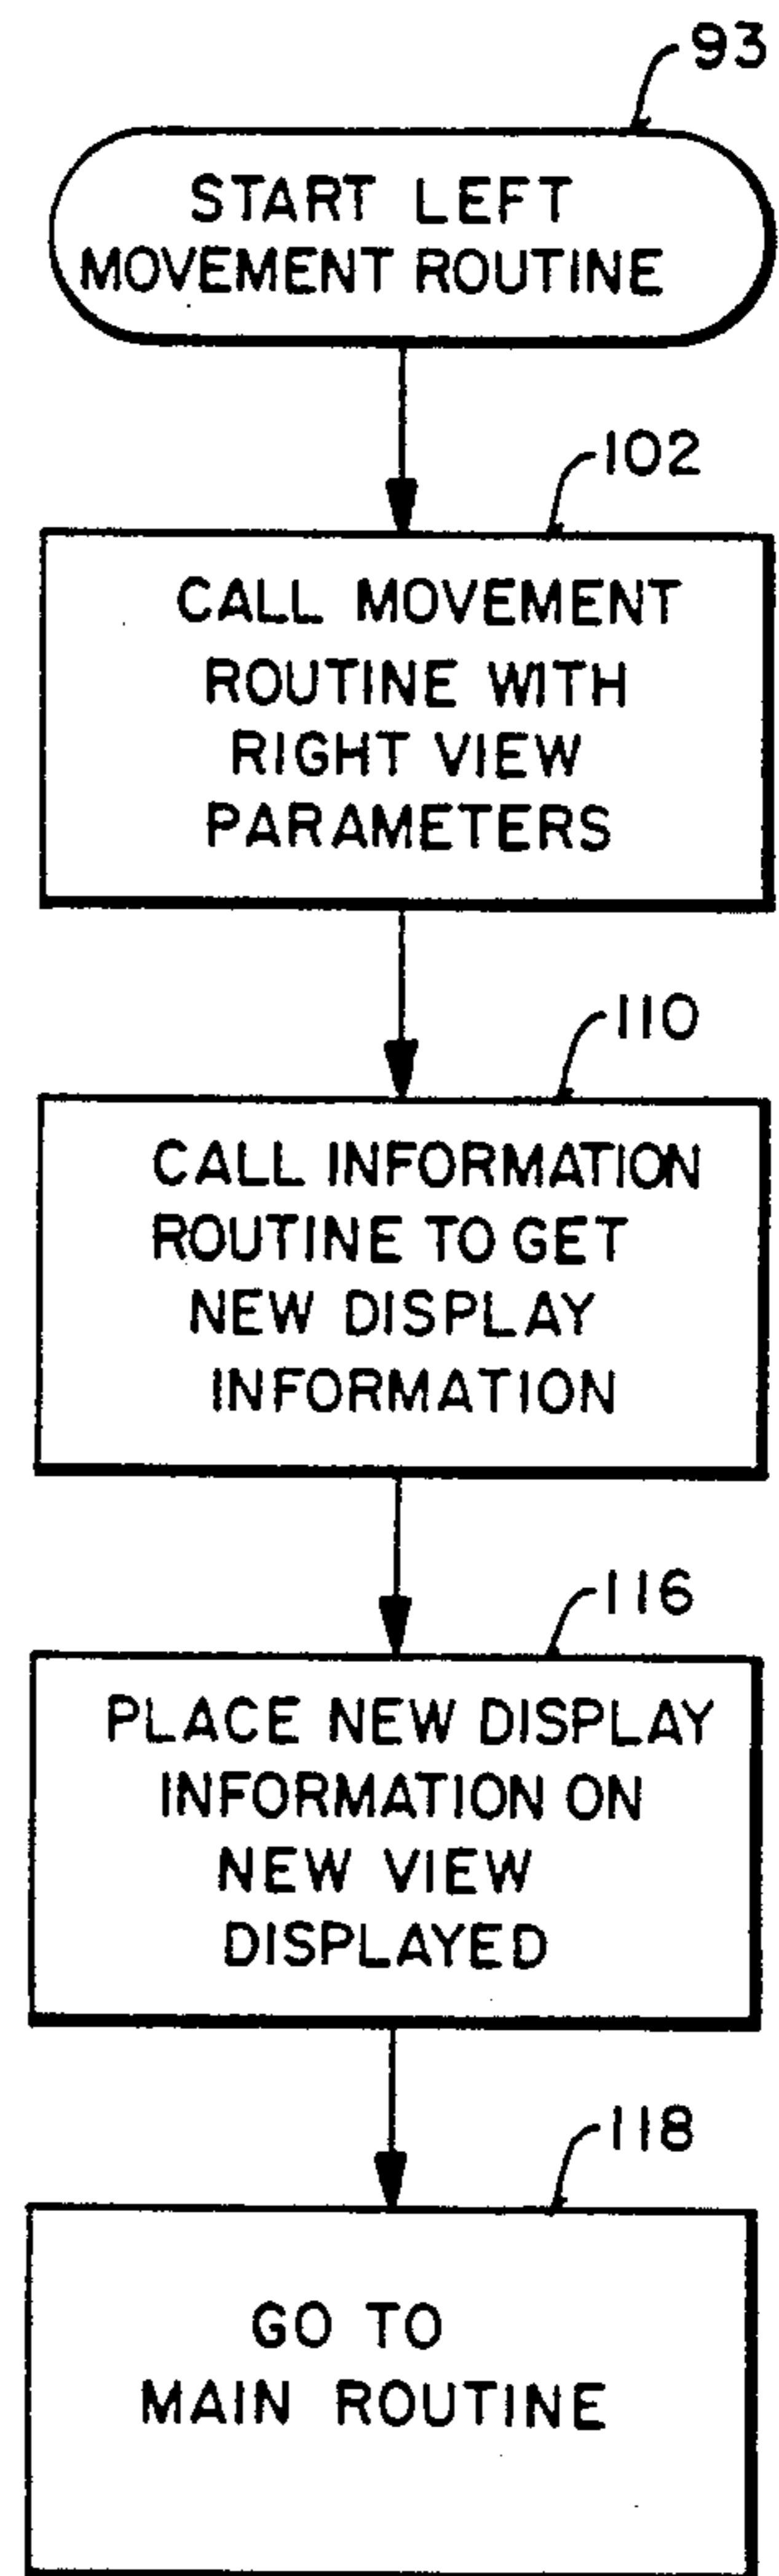 93
START LEFT
MOVEMENT ROUTINE
102
CALL MOVEMENT
ROUTINE WITH
RIGHT VIEW
PARAMETERS
110
CALL INFORMATION
ROUTINE TO GET
NEW DISPLAY
INFORMATION
116
PLACE NEW DISPLAY
INFORMATION ON
NEW VIEW
DISPLAYED
118
GO TO
MAIN ROUTINE